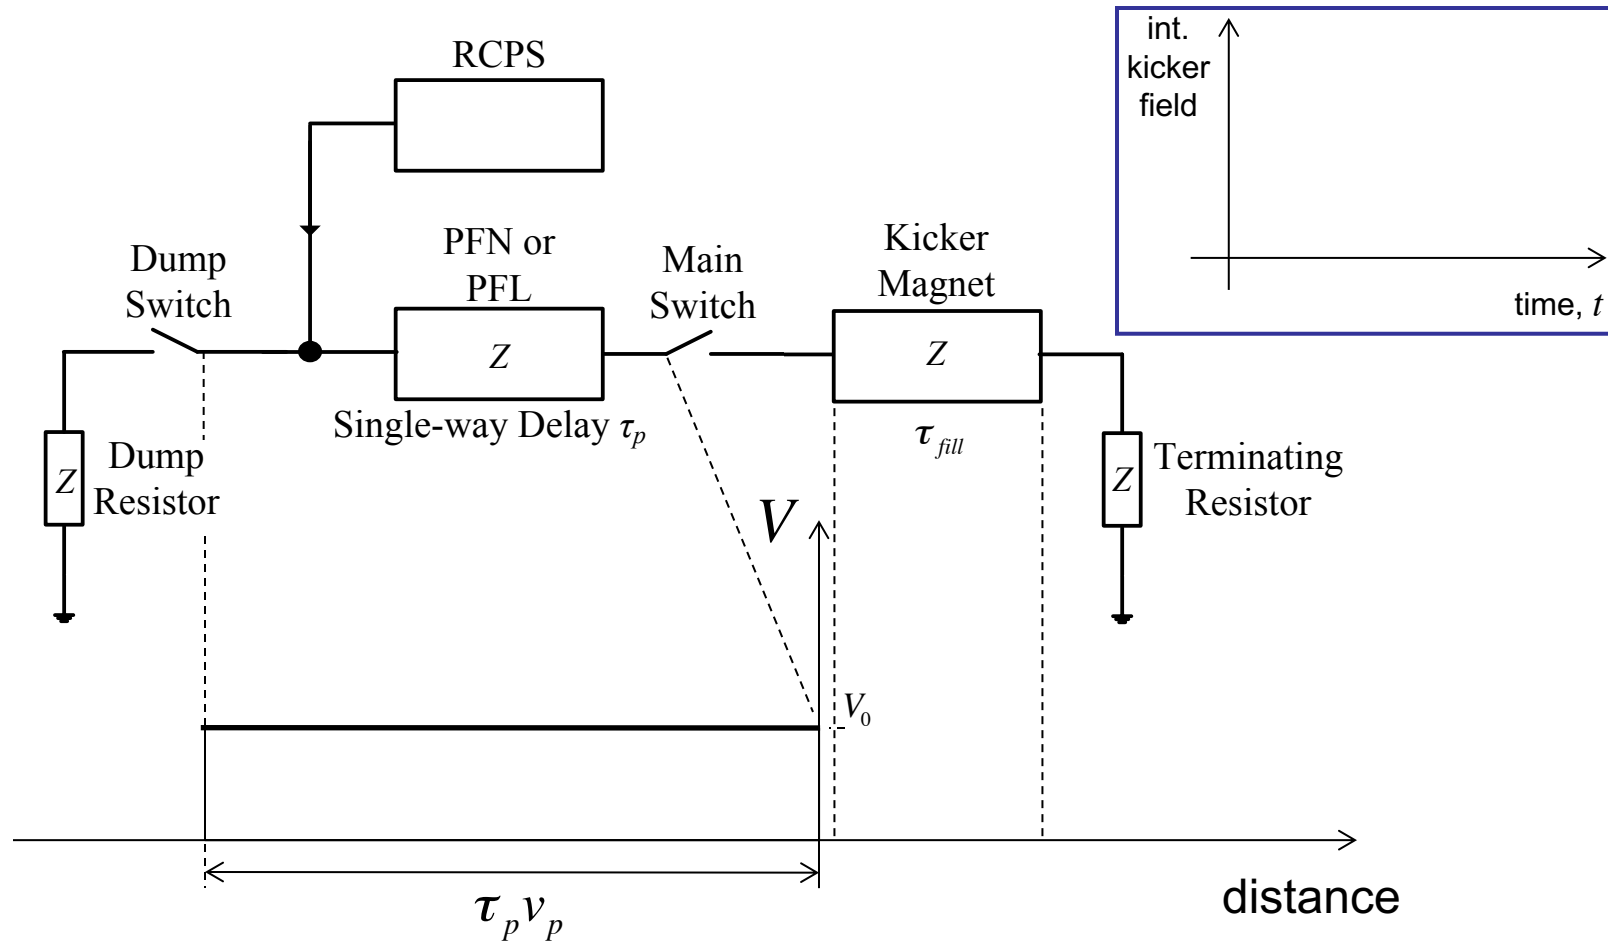 RCPS
int.
kicker
field
time, t
Dump
Switch
PFN or
PFL
Main
Switch
Kicker
Magnet
Z
Z
Single-way Delay τp
τfill
Dump
Resistor
Z
Z
Terminating
Resistor
V
V0
τpvp
distance